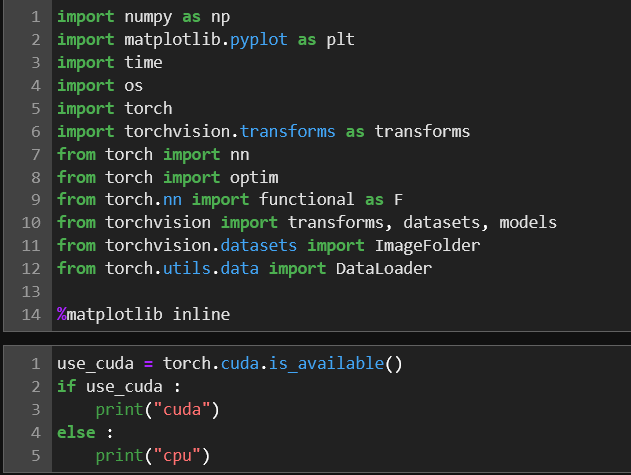 1 import numpy as np
2 import matplotlib.pyplot as plt
3 import time
4 import os
5 import torch
6 import torchvision.transforms as transforms
7 from torch import nn
8 from torch import optim
9 from torch.nn import functional as F
10 from torchvision import transforms, datasets, models
11 from torchvision.datasets import ImageFolder
12 from torch.utils.data import DataLoader
13
14 %matplotlib inline
1 use_cuda = torch.cuda.is_available()
2 if use_cuda :
3     print("cuda")
4 else :
5     print("cpu")